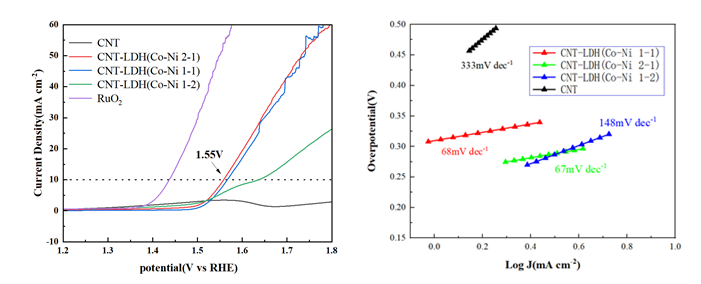 60
50
40
30
20
10
0
-10
1.2
1.3
1.4
1.5
1.6
1.7
1.8
Current Density(mA cm⁻²)
potential(V vs RHE)
CNT
CNT-LDH(Co-Ni 2-1)
CNT-LDH(Co-Ni 1-1)
CNT-LDH(Co-Ni 1-2)
RuO₂
1.55V
0.50
0.45
0.40
0.35
0.30
0.25
0.20
0.15
0.0
0.2
0.4
0.6
0.8
1.0
Overpotential(V)
Log J(mA cm⁻²)
CNT-LDH(Co-Ni 1-1)
CNT-LDH(Co-Ni 2-1)
CNT-LDH(Co-Ni 1-2)
CNT
333mV dec⁻¹
148mV dec⁻¹
68mV dec⁻¹
67mV dec⁻¹